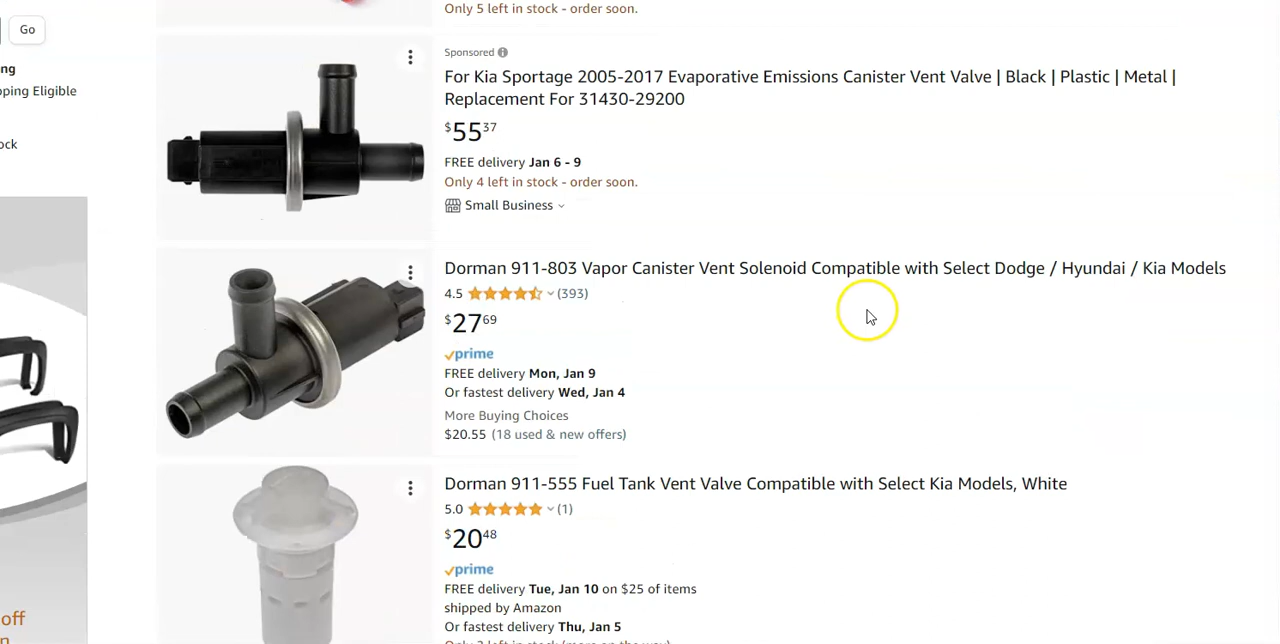 Only 5 left in stock - order soon.
Go
ng
ping Eligible
ock
Sponsored
For Kia Sportage 2005-2017 Evaporative Emissions Canister Vent Valve | Black | Plastic | Metal |
Replacement For 31430-29200
$55 37
FREE delivery Jan 6 - 9
Only 4 left in stock - order soon.
Small Business
Dorman 911-803 Vapor Canister Vent Solenoid Compatible with Select Dodge / Hyundai / Kia Models
4.5 (393)
$27 69
prime
FREE delivery Mon, Jan 9
Or fastest delivery Wed, Jan 4
More Buying Choices
$20.55 (18 used & new offers)
Dorman 911-555 Fuel Tank Vent Valve Compatible with Select Kia Models, White
5.0 (1)
$20 48
prime
FREE delivery Tue, Jan 10 on $25 of items
shipped by Amazon
Or fastest delivery Thu, Jan 5
off